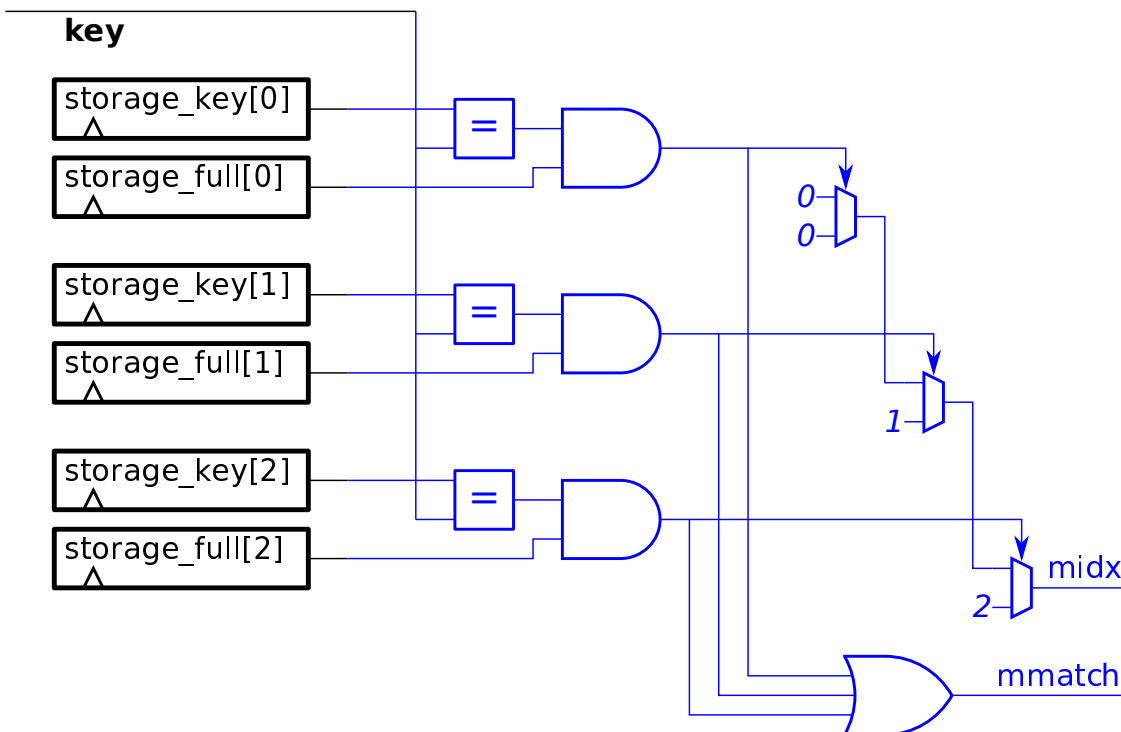 key
storage_key[0]
=
storage_full[0]
0
0
storage_key[1]
=
storage_full[1]
1
storage_key[2]
=
storage_full[2]
midx
2
mmatch